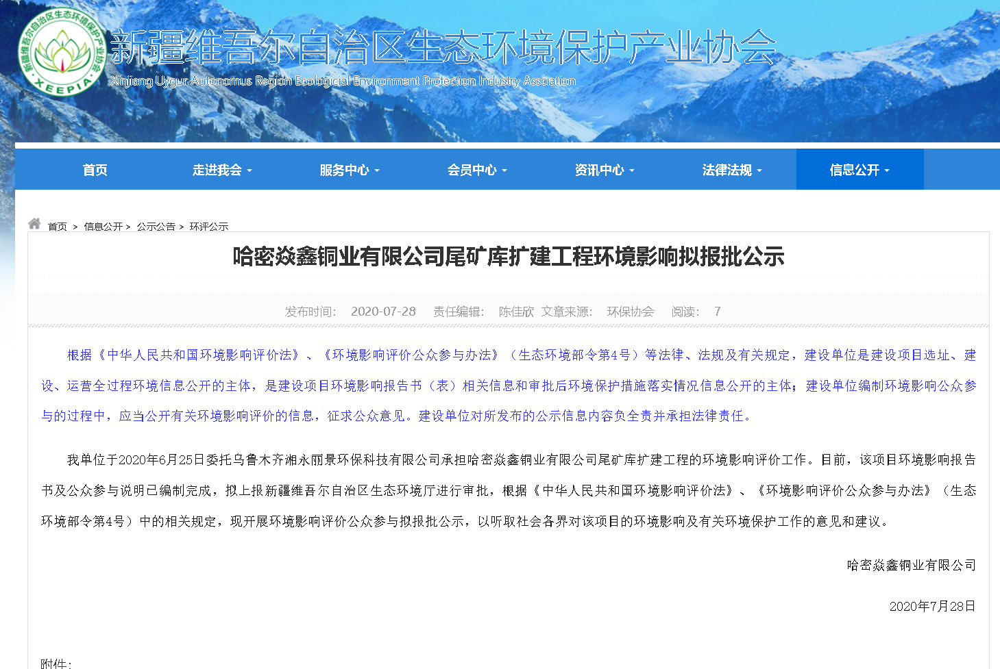 新疆维吾尔自治区生态环境保护产业协会
XEEPIA
新疆维吾尔自治区生态环境保护产业协会
Xinjiang Uygur Autonomus Region Ecologicjal Environment Protection Industry Assciation
首页 走进我会 服务中心 会员中心 资讯中心 法律法规 信息公开
首页 > 信息公开 > 公示公告 > 环评公示
哈密焱鑫铜业有限公司尾矿库扩建工程环境影响拟报批公示
发布时间： 2020-07-28 责任编辑： 陈佳欣 文章来源： 环保协会 阅读： 7
根据《中华人民共和国环境影响评价法》、《环境影响评价公众参与办法》（生态环境部令第4号）等法律、法规及有关规定，建设单位是建设项目选址、建
设、运营全过程环境信息公开的主体，是建设项目环境影响报告书（表）相关信息和审批后环境保护措施落实情况信息公开的主体；建设单位编制环境影响公众参
与的过程中，应当公开有关环境影响评价的信息，征求公众意见。建设单位对所发布的公示信息内容负全责并承担法律责任。
我单位于2020年6月25日委托乌鲁木齐湘永丽景环保科技有限公司承担哈密焱鑫铜业有限公司尾矿库扩建工程的环境影响评价工作。目前，该项目环境影响报告
书及公众参与说明已编制完成，拟上报新疆维吾尔自治区生态环境厅进行审批，根据《中华人民共和国环境影响评价法》、《环境影响评价公众参与办法》（生态
环境部令第4号）中的相关规定，现开展环境影响评价公众参与拟报批公示，以听取社会各界对该项目的环境影响及有关环境保护工作的意见和建议。
哈密焱鑫铜业有限公司
2020年7月28日
附件：